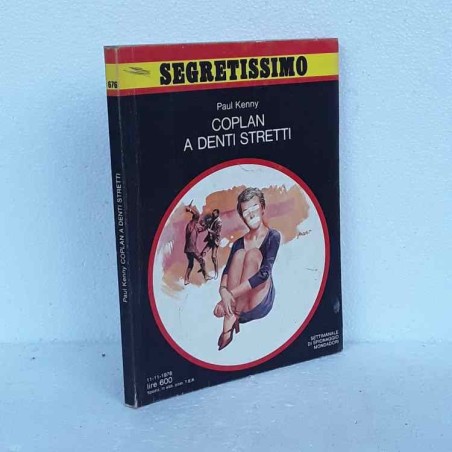 SEGRETISSIMO
Paul Kenny
COPLAN
A DENTI STRETTI
SETTIMANALE
DI SPIONAGGIO
MONDADORI
11-11-1976
lire 600
676
Paul Kenny COPLAN A DENTI STRETTI